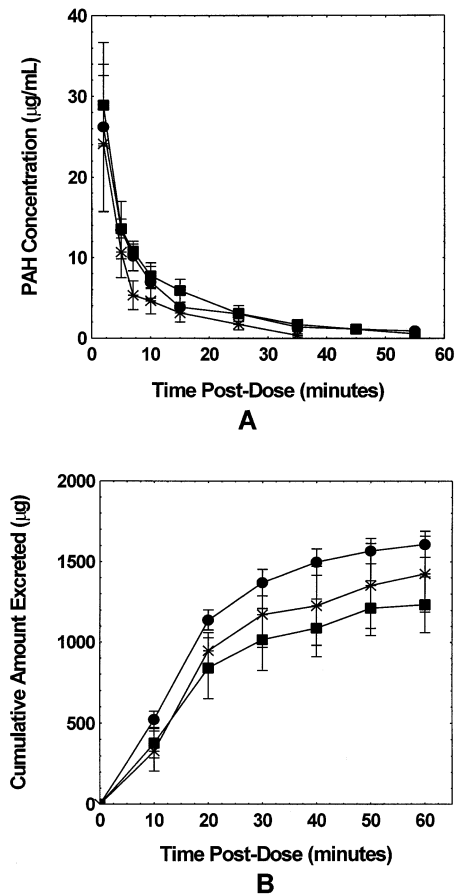 40
30
20
10
0
PAH Concentration (µg/mL)
0 10 20 30 40 50 60
Time Post-Dose (minutes)
A
2000
1500
1000
500
0
Cumulative Amount Excreted (µg)
0 10 20 30 40 50 60
Time Post-Dose (minutes)
B